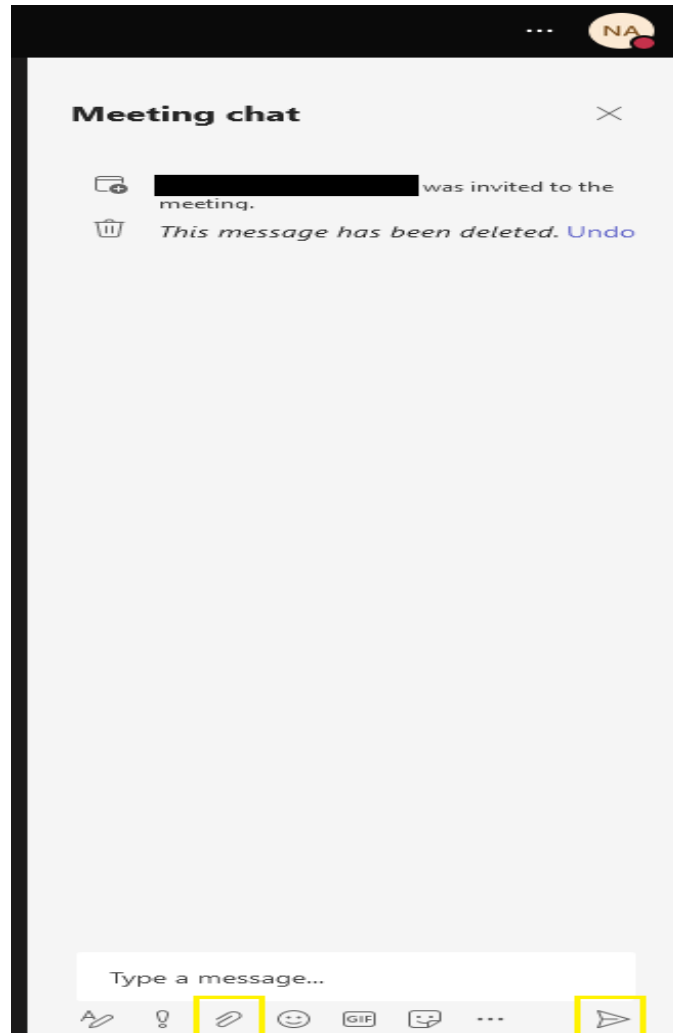 NA
Meeting chat
was invited to the
meeting.
This message has been deleted. Undo
Type a message...
GIF